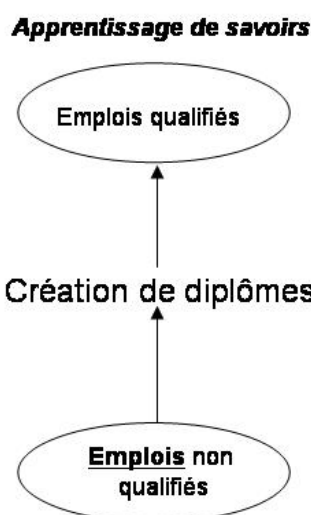 Apprentissage de savoirs
Emplois qualifiés
Création de diplômes
Emplois non
qualifiés